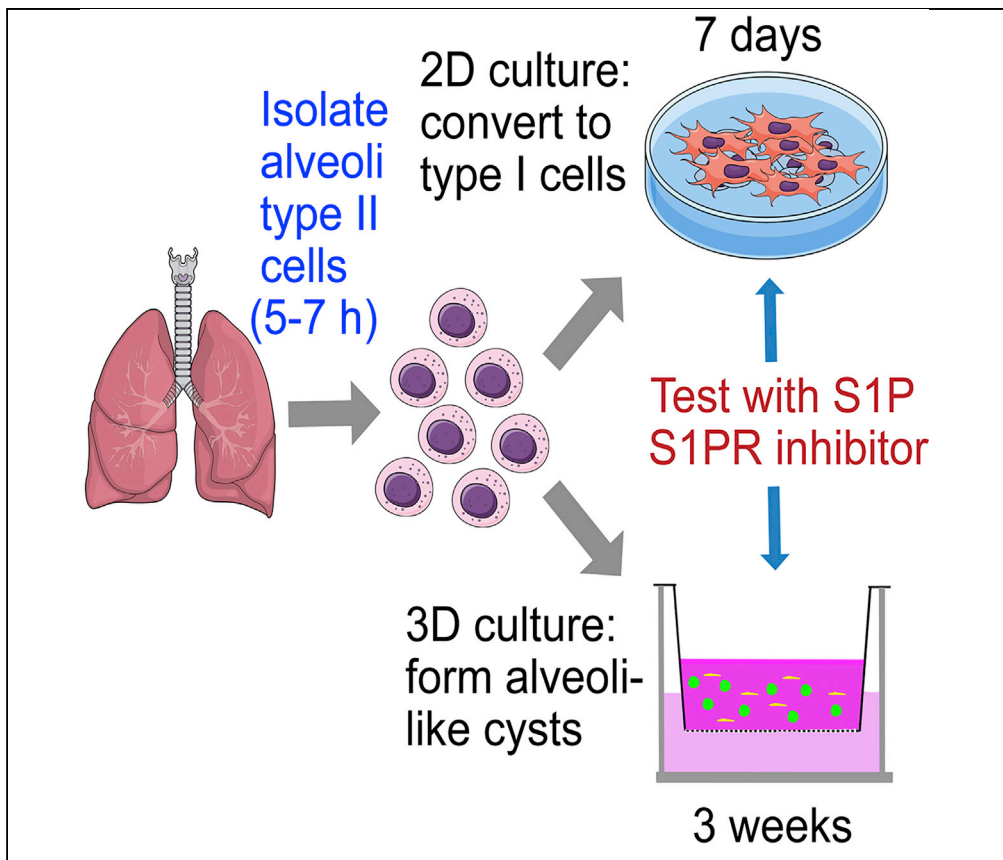 Isolate
alveoli
type II
cells
(5-7 h)
2D culture:
convert to
type I cells
7 days
Test with S1P
S1PR inhibitor
3D culture:
form alveoli-
like cysts
3 weeks